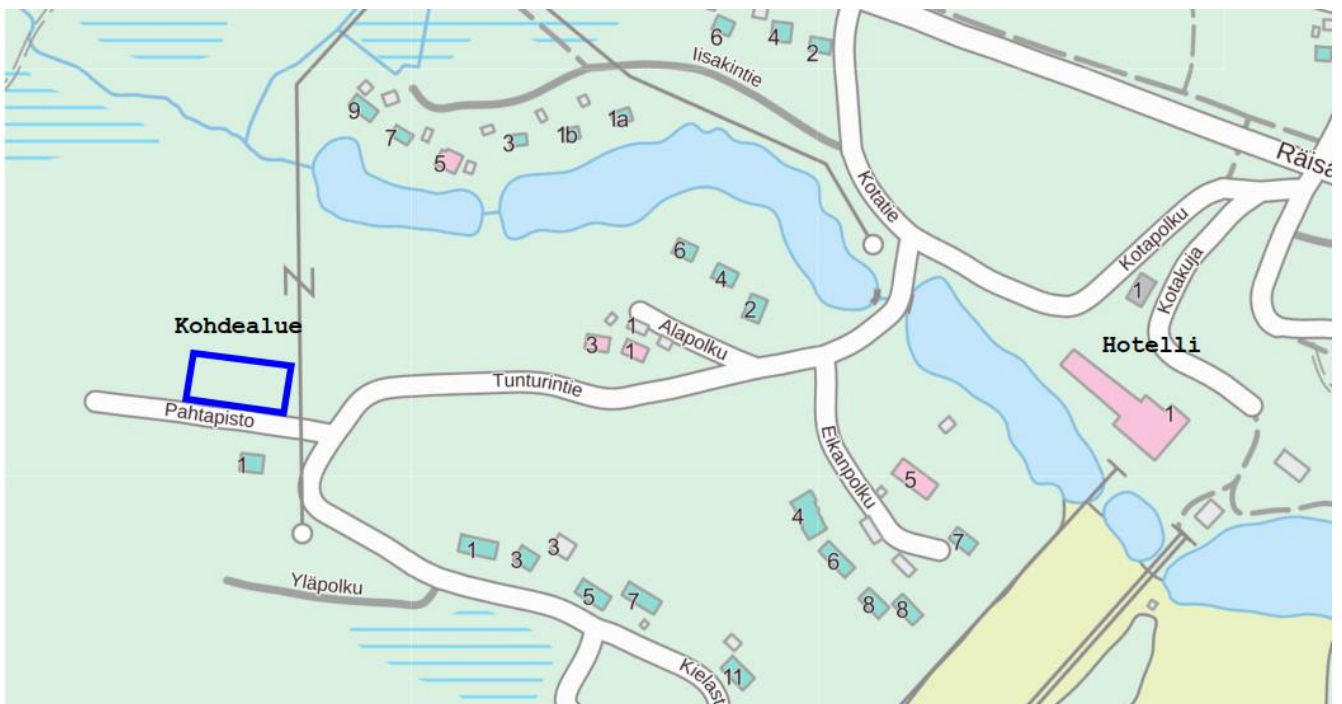 6
4
2
Iisakintie
9
7
5
3
1b
1a
Räisä
Kotatie
Kotapolku
Kotakuja
1
6
4
2
Kohdealue
Alapolku
1
3
1
Hotelli
Tunturintie
1
Pahtapisto
1
Eikanpolku
5
4
6
7
8
8
1
3
3
5
7
Yläpolku
11
Kielast